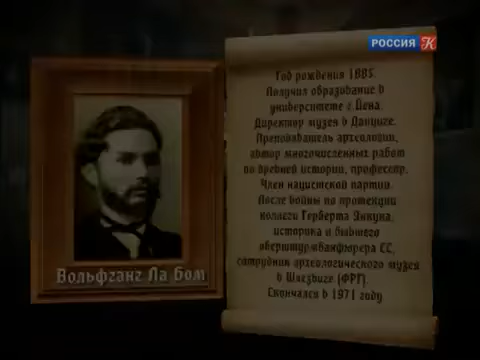 РОССИЯ К
Год рождения 1885.
Получил образование в
университете г.Йена.
Директор музея в Данциге.
Преподаватель археологии,
автор многочисленных работ
по древней истории, профессор.
Член нацистской партии.
После войны по протекции
коллеги Герберта Янкуна,
историка и бывшего
оберштурмбанфюрера СС,
сотрудник археологического музея
в Шлезвиге (ФРГ).
Скончался в 1971 году
Вольфганг Ла Бом